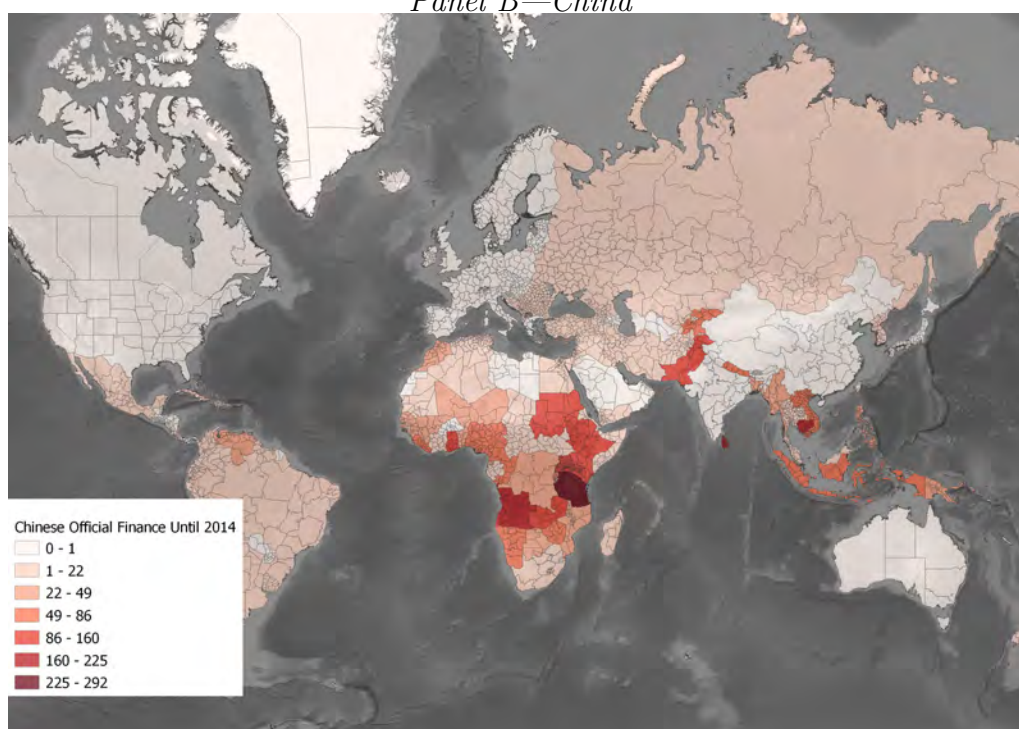 Panel B—China
Chinese Official Finance Until 2014
0 - 1
1 - 22
22 - 49
49 - 86
86 - 160
160 - 225
225 - 292